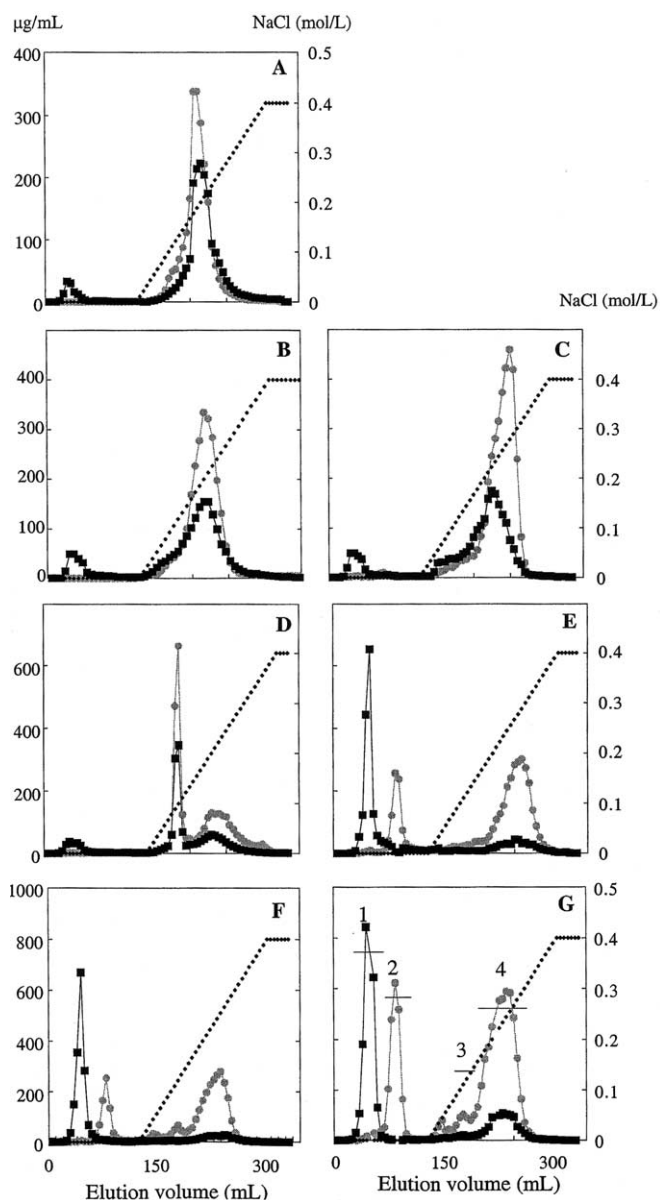 µg/mL NaCl (mol/L)
400 A 0.5
300 0.4
200 0.3
100 0.2
0 0.1
0
NaCl (mol/L)
B C
400 0.4
300 0.3
200 0.2
100 0.1
0 0
D E
600 0.4
400 0.3
200 0.2
0 0.1
0
1000 F G 0.5
800 1 0.4
600 2 4 0.3
400 3 0.2
200 0.1
0 0
150 300 0 150 300
Elution volume (mL) Elution volume (mL)